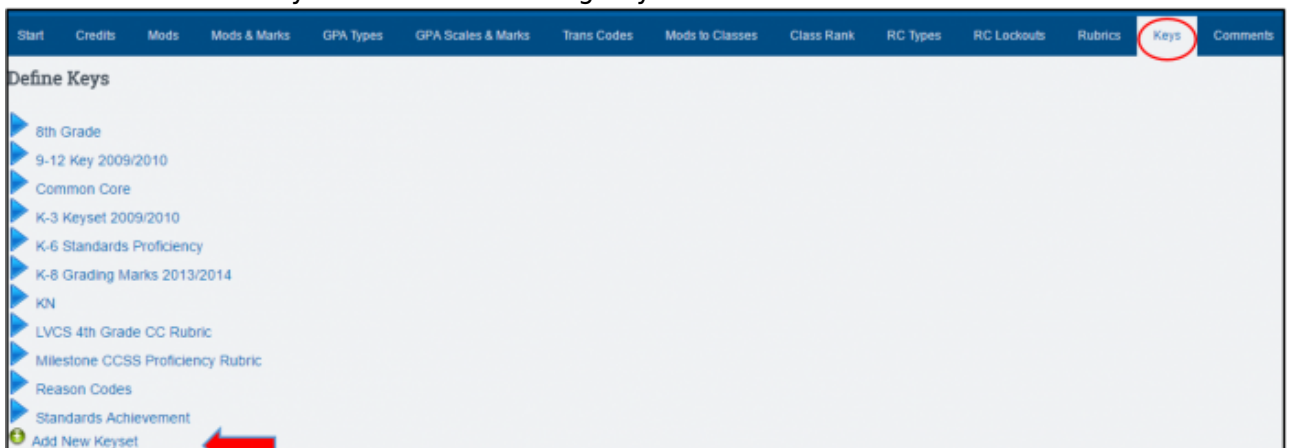 Start Credits Mods Mods & Marks GPA Types GPA Scales & Marks Trans Codes Mods to Classes Class Rank RC Types RC Lockouts Rubrics Keys Comments
Define Keys
8th Grade
9-12 Key 2009/2010
Common Core
K-3 Keyset 2009/2010
K-6 Standards Proficiency
K-8 Grading Marks 2013/2014
KN
LVCS 4th Grade CC Rubric
Milestone CCSS Proficiency Rubric
Reason Codes
Standards Achievement
Add New Keyset